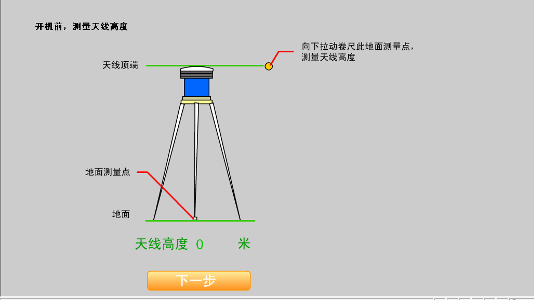 开机前，测量天线高度
向下拉动卷尺此地面测量点，
测量天线高度
天线顶端
地面测量点
地面
天线高度 0 米
下一步